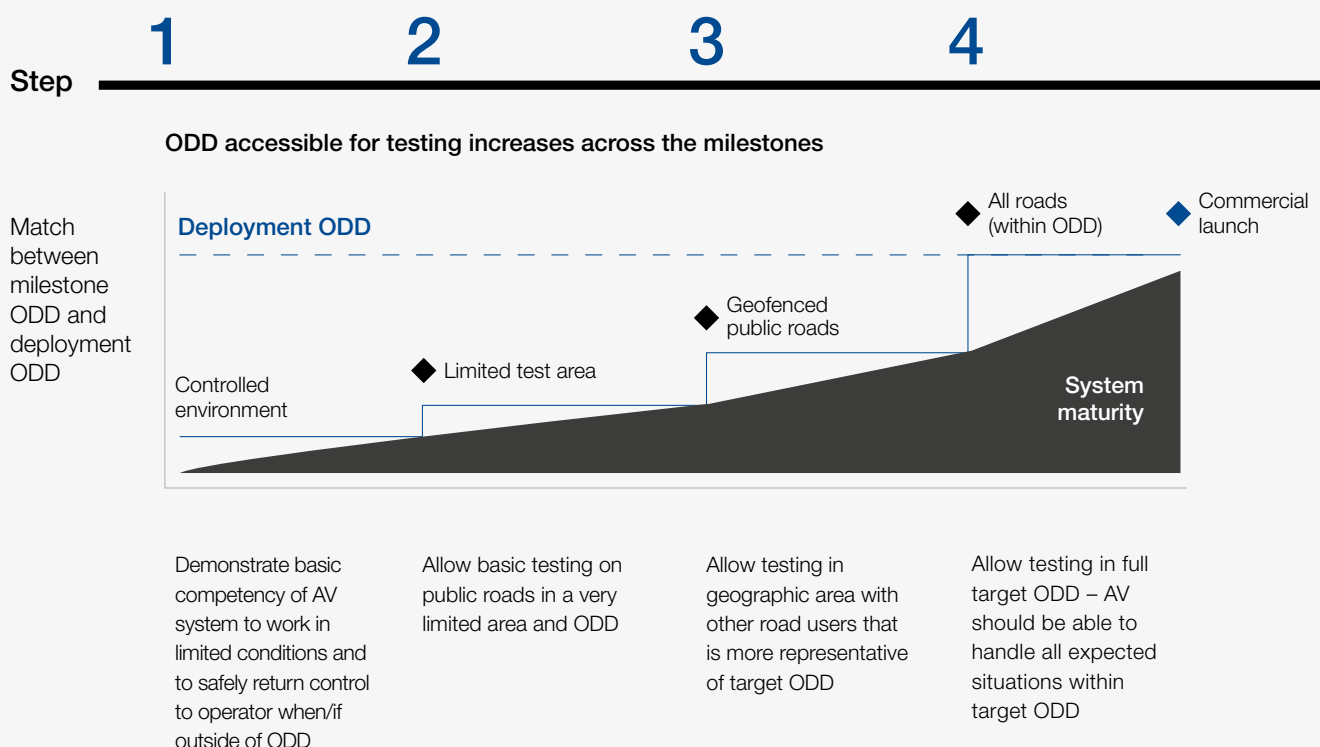 1 2 3 4
Step
ODD accessible for testing increases across the milestones
Match
between
milestone
ODD and
deployment
ODD
Deployment ODD
Controlled
environment
Limited test area
Geofenced
public roads
All roads
(within ODD)
Commercial
launch
System
maturity
Demonstrate basic
competency of AV
system to work in
limited conditions and
to safely return control
to operator when/if
outside of ODD
Allow basic testing on
public roads in a very
limited area and ODD
Allow testing in
geographic area with
other road users that
is more representative
of target ODD
Allow testing in full
target ODD – AV
should be able to
handle all expected
situations within
target ODD